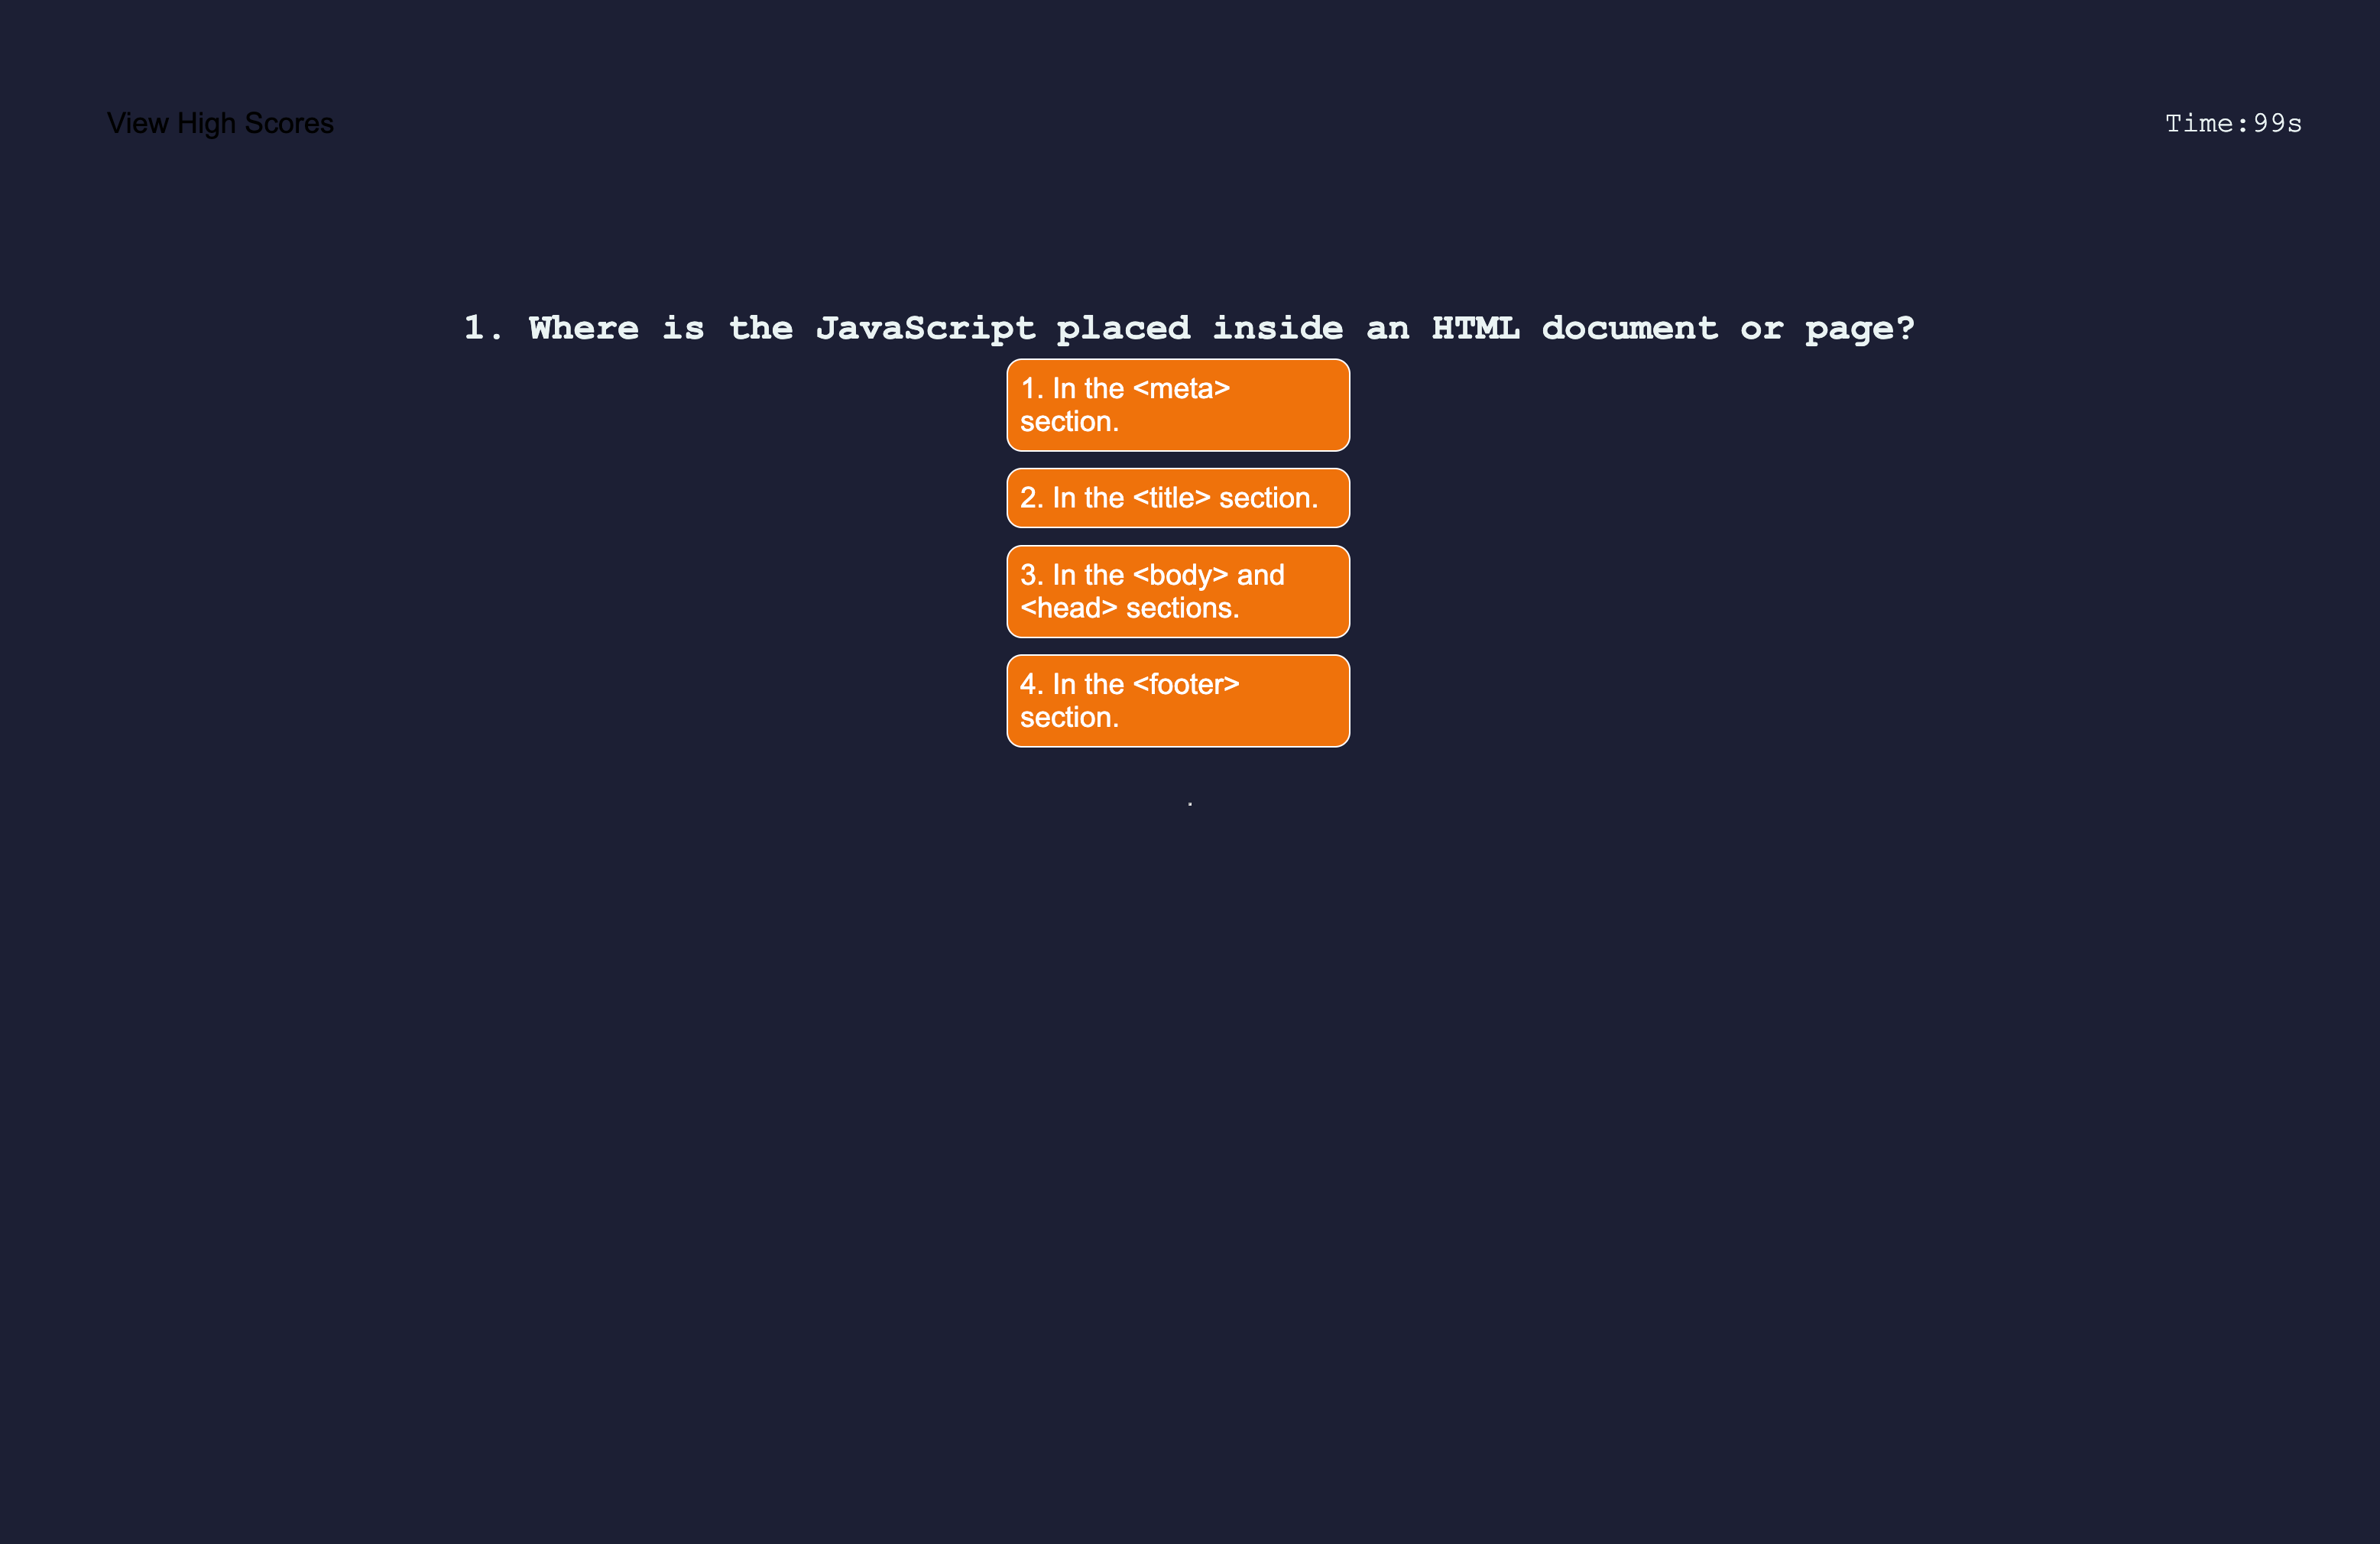 View High Scores
Time:99s
1. Where is the JavaScript placed inside an HTML document or page?
1. In the <meta>
section.
2. In the <title> section.
3. In the <body> and
<head> sections.
4. In the <footer>
section.
.